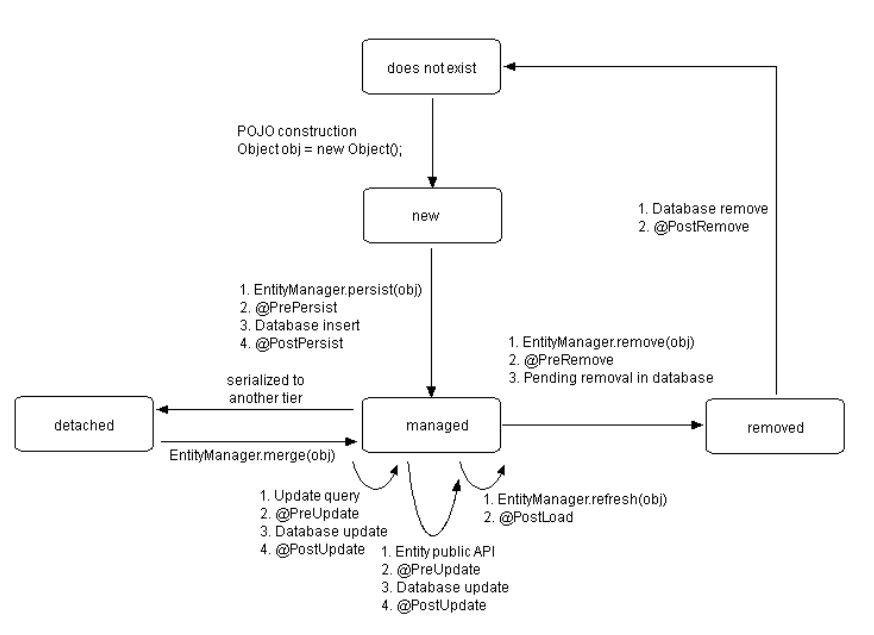 does not exist
POJO construction
Object obj = new Object();
new
1. Database remove
2. @PostRemove
1. EntityManager.persist(obj)
2. @PrePersist
3. Database insert
4. @PostPersist
1. EntityManager.remove(obj)
2. @PreRemove
3. Pending removal in database
serialized to
another tier
detached
managed
removed
EntityManager.merge(obj)
1. Update query
2. @PreUpdate
3. Database update
4. @PostUpdate
1. EntityManager.refresh(obj)
2. @PostLoad
1. Entity public API
2. @PreUpdate
3. Database update
4. @PostUpdate